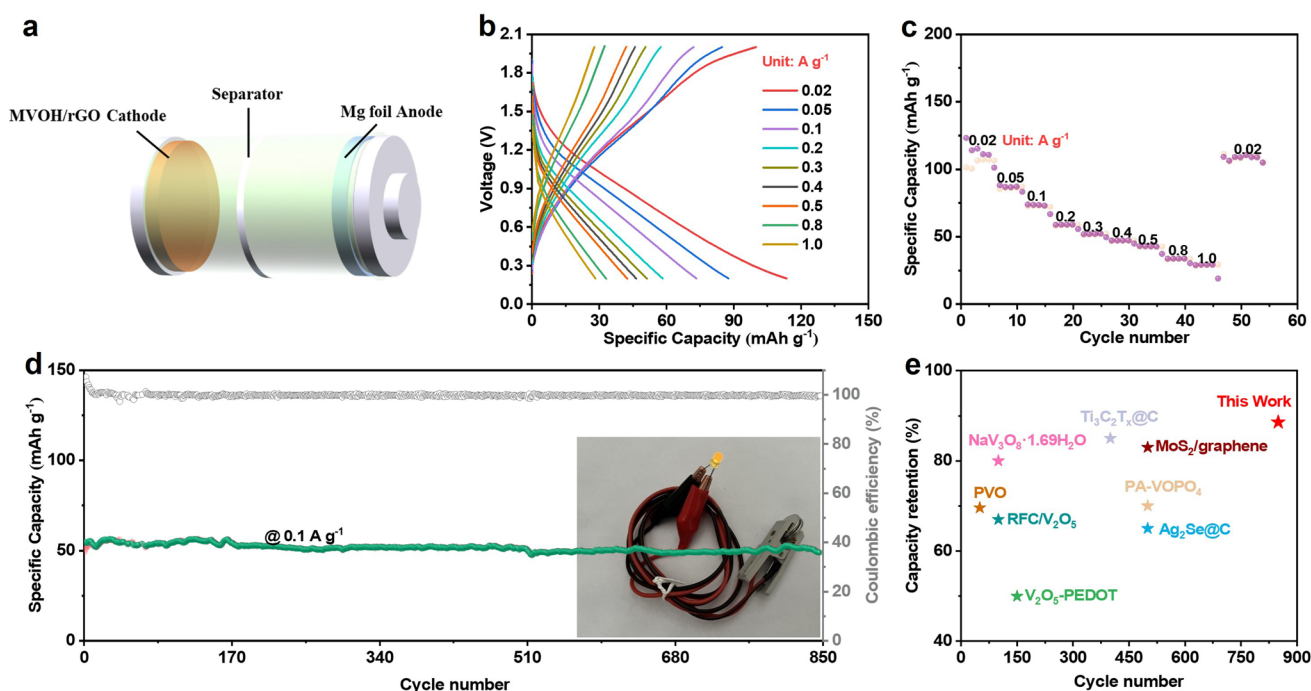 a
MVOH/rGO Cathode
Separator
Mg foil Anode
b
Voltage (V)
2.1
1.8
1.5
1.2
0.9
0.6
0.3
0.0
Unit: A g⁻¹
0.02
0.05
0.1
0.2
0.3
0.4
0.5
0.8
1.0
0 30 60 90 120 150
Specific Capacity (mAh g⁻¹)
c
Specific Capacity (mAh g⁻¹)
200
150
100
50
0
Unit: A g⁻¹
0.02
0.05
0.1
0.2
0.3
0.4
0.5
0.8
1.0
0.02
0 10 20 30 40 50 60
Cycle number
d
Specific Capacity (mAh g⁻¹)
150
100
50
0
@ 0.1 A g⁻¹
Coulombic efficiency (%)
100
80
60
40
20
0
0 170 340 510 680 850
Cycle number
e
Capacity retention (%)
100
80
60
40
This Work
Ti₃C₂Tₓ@C
NaV₃O₈·1.69H₂O
MoS₂/graphene
PVO
PA-VOPO₄
RFC/V₂O₅
Ag₂Se@C
V₂O₅-PEDOT
0 150 300 450 600 750 900
Cycle number